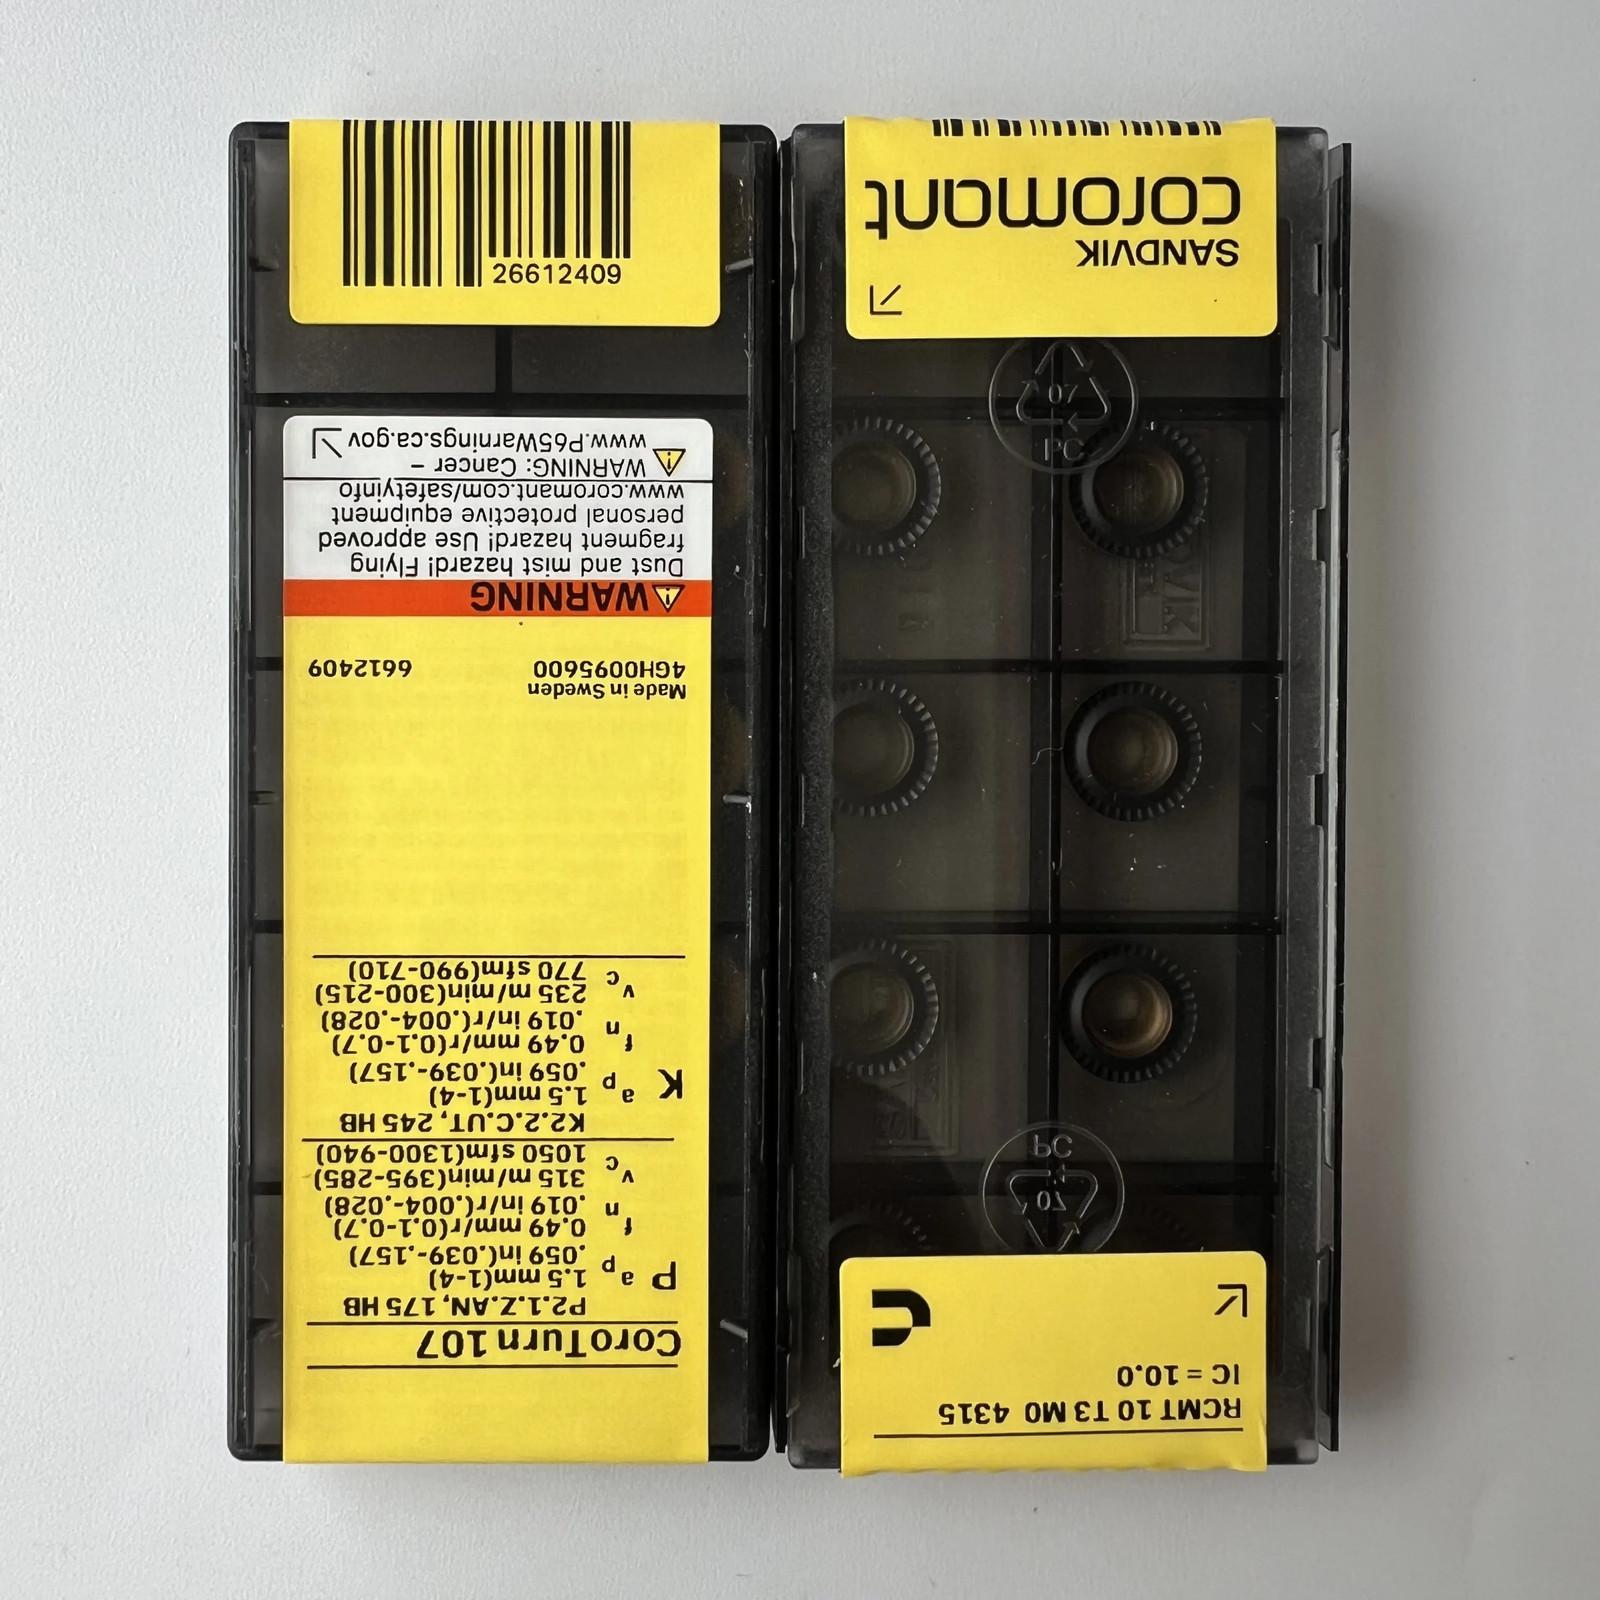 SANDVIK
coromant
26612409
CoroTurn 107
P2.1.Z.AN, 175 HB
P
a p 1.5 mm(1-4)
.059 in(.039-.157)
f n 0.49 mm/r(0.1-0.7)
.019 in/r(.004-.028)
v c 315 m/min(395-285)
1050 sfm(1300-940)
K2.2.C.UT, 245 HB
K
a p 1.5 mm(1-4)
.059 in(.039-.157)
f n 0.49 mm/r(0.1-0.7)
.019 in/r(.004-.028)
v c 235 m/min(300-215)
770 sfm(990-710)
Made in Sweden
4GH0095600 6612409
WARNING
Dust and mist hazard! Flying
fragment hazard! Use approved
personal protective equipment
www.coromant.com/safetyinfo
WARNING: Cancer –
www.P65Warnings.ca.gov
RCMT 10 T3 M0 4315
IC = 10.0
07
PC
07
PC